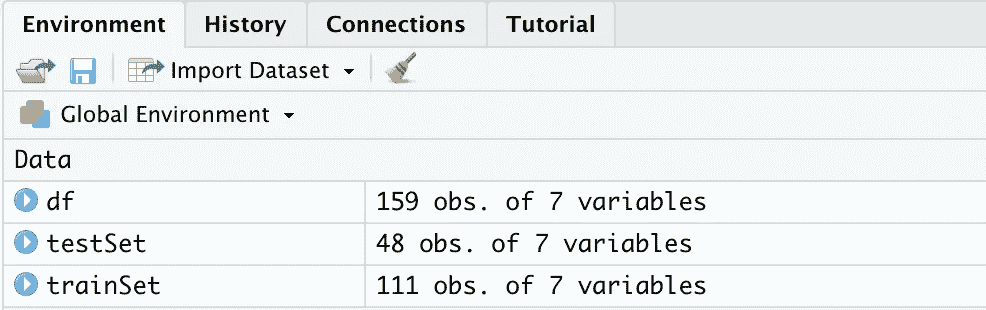 Environment History Connections Tutorial
Import Dataset
Global Environment
Data
df 159 obs. of 7 variables
testSet 48 obs. of 7 variables
trainSet 111 obs. of 7 variables